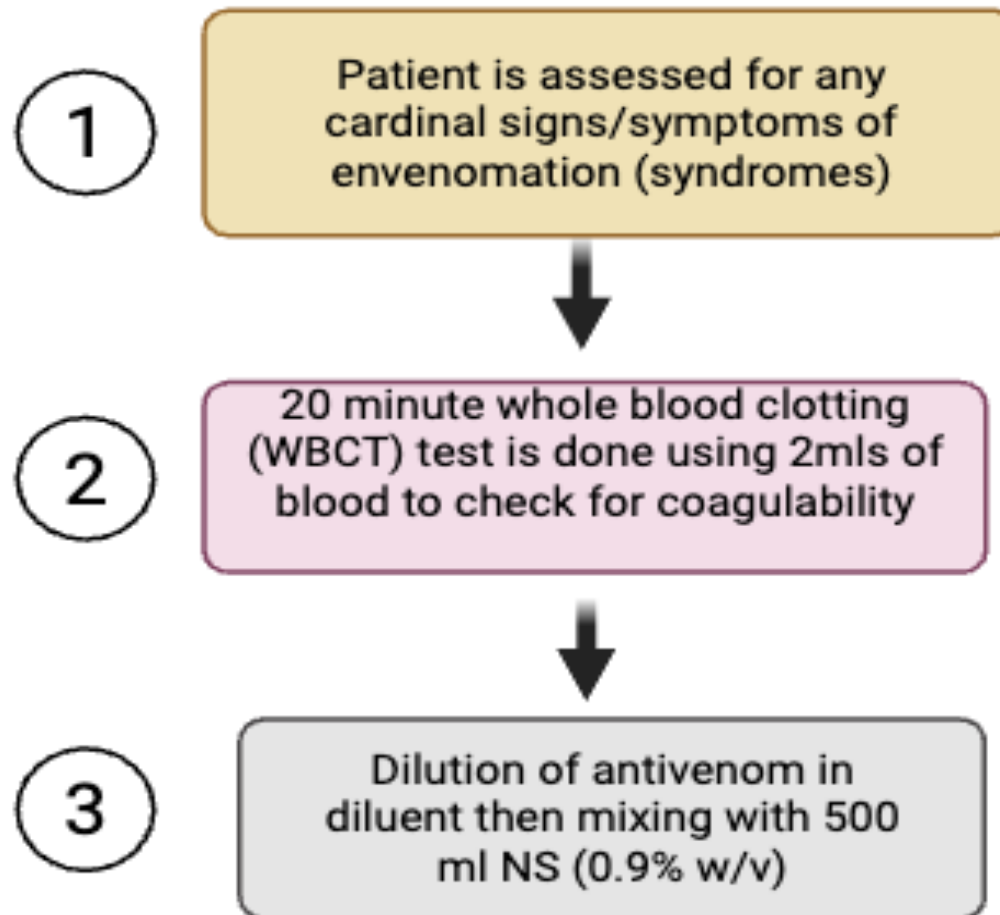 1
Patient is assessed for any
cardinal signs/symptoms of
envenomation (syndromes)
2
20 minute whole blood clotting
(WBCT) test is done using 2mls of
blood to check for coagulability
3
Dilution of antivenom in
diluent then mixing with 500
ml NS (0.9% w/v)